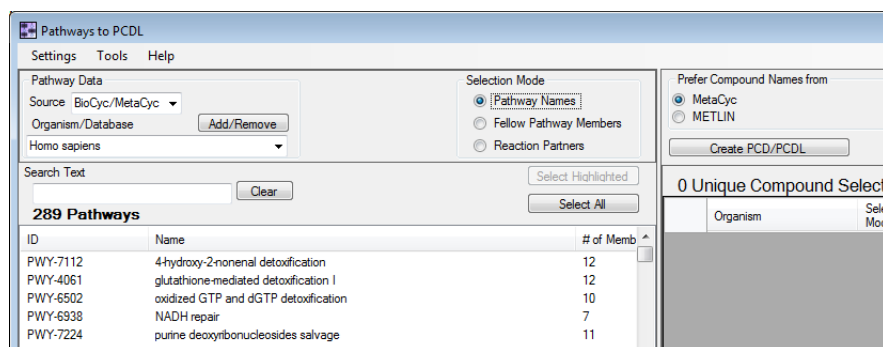 Pathways to PCDL
Settings Tools Help
Pathway Data
Source BioCyc/MetaCyc
Organism/Database Add/Remove
Homo sapiens
Selection Mode
Pathway Names
Fellow Pathway Members
Reaction Partners
Prefer Compound Names from
MetaCyc
METLIN
Create PCD/PCDL
Search Text
Clear
Select Highlighted
Select All
289 Pathways
0 Unique Compound Select
Organism
ID Name # of Memb
PWY-7112 4-hydroxy-2-nonenal detoxification 12
PWY-4061 glutathione-mediated detoxification I 12
PWY-6502 oxidized GTP and dGTP detoxification 10
PWY-6938 NADH repair 7
PWY-7224 purine deoxyribonucleosides salvage 11